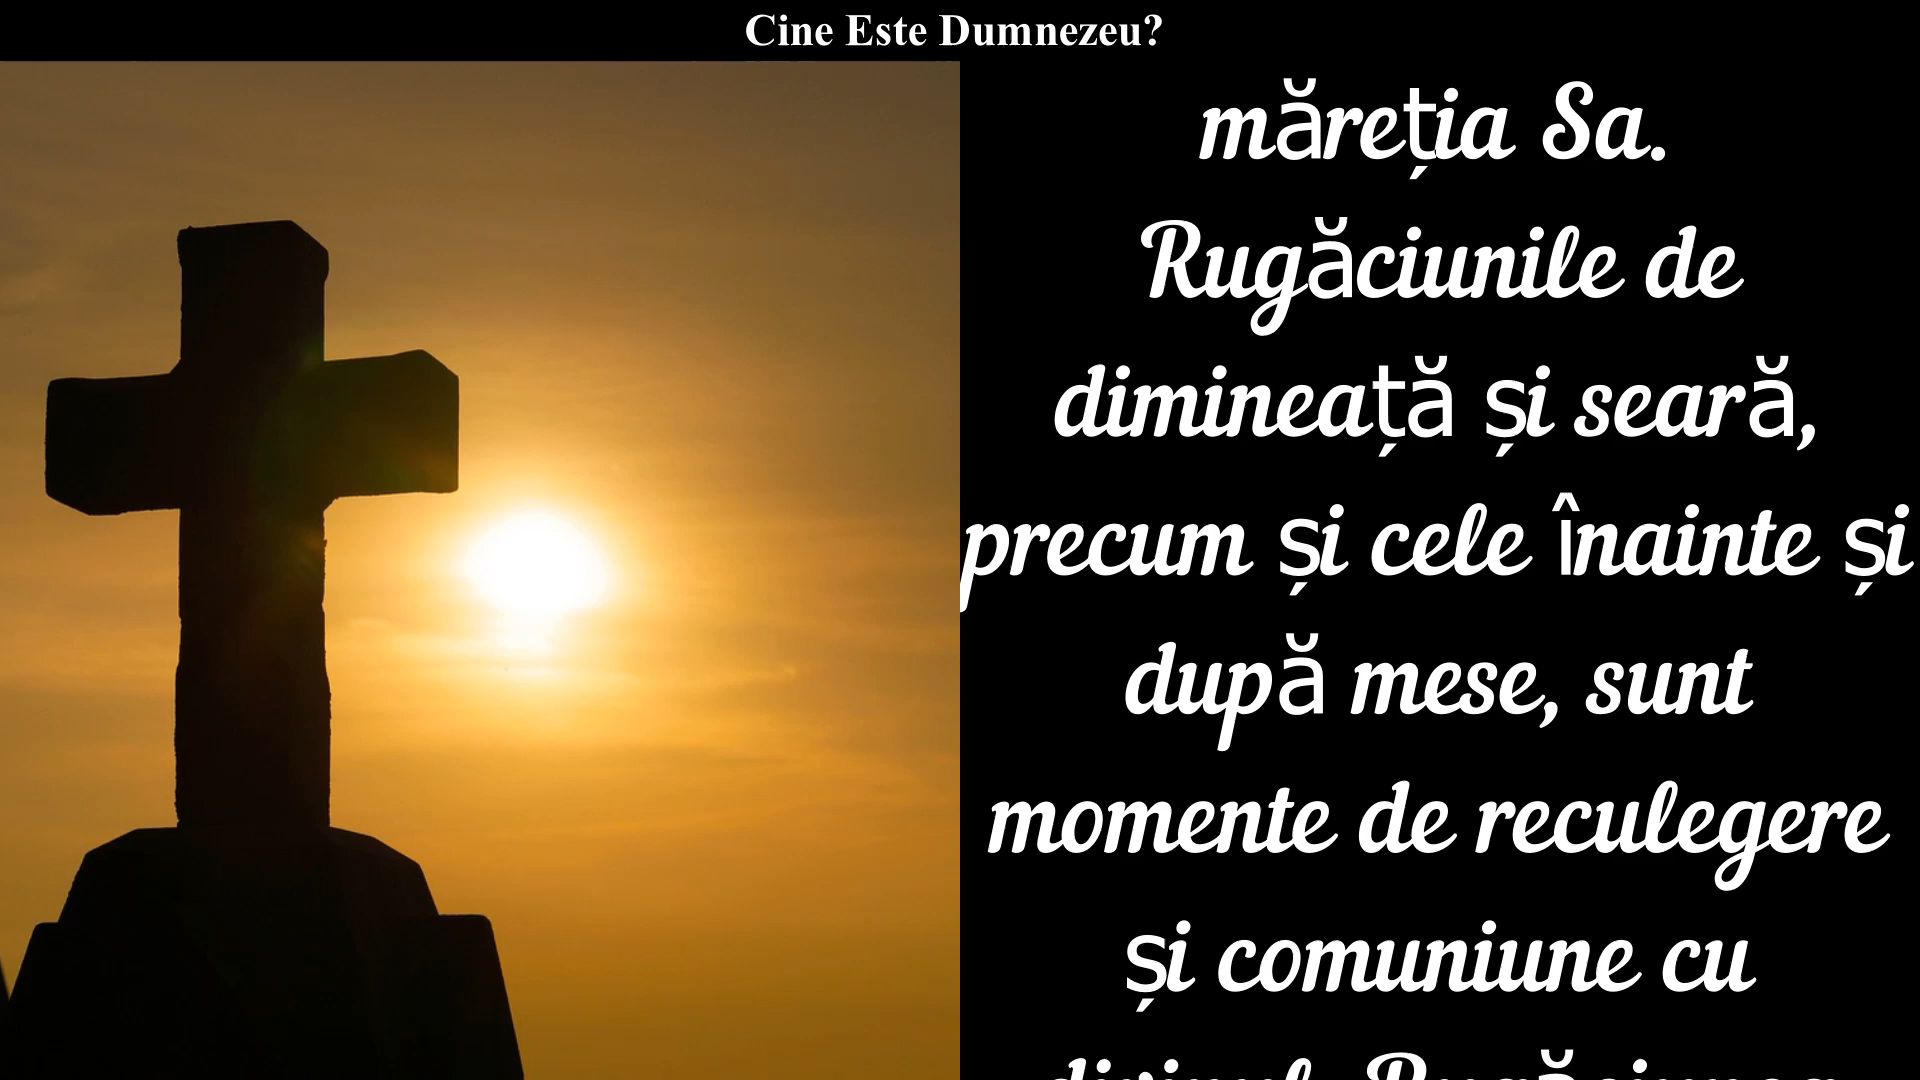 Cine Este Dumnezeu?
măreția Sa.
Rugăciunile de
dimineață și seară,
precum și cele înainte și
după mese, sunt
momente de reculegere
și comuniune cu